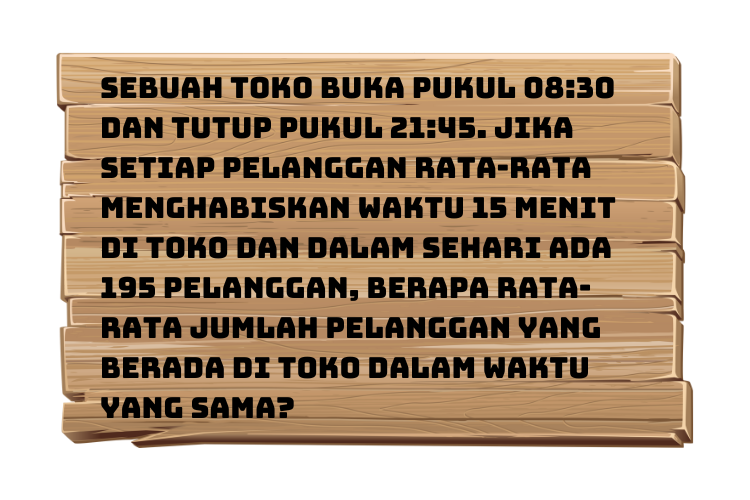 SEBUAH TOKO BUKA PUKUL 08:30
DAN TUTUP PUKUL 21:45. JIKA
SETIAP PELANGGAN RATA-RATA
MENGHABISKAN WAKTU 15 MENIT
DI TOKO DAN DALAM SEHARI ADA
195 PELANGGAN, BERAPA RATA-
RATA JUMLAH PELANGGAN YANG
BERADA DI TOKO DALAM WAKTU
YANG SAMA?